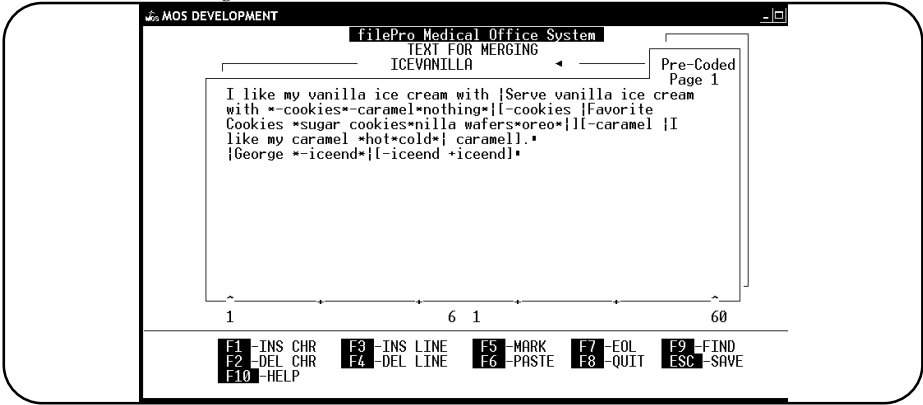 MOS DEVELOPMENT
filePro Medical Office System
TEXT FOR MERGING
ICEVANILLA
Pre-Coded
Page 1
I like my vanilla ice cream with |Serve vanilla ice cream
with *-cookies*-caramel*nothing*|[-cookies |Favorite
Cookies *sugar cookies*nilla wafers*oreo*|][-caramel |I
like my caramel *hot*cold*| caramel].
|George *-iceend*|[-iceend +iceend]
1 6 1 60
F1 -INS CHR F3 -INS LINE F5 -MARK F7 -EOL F9 -FIND
F2 -DEL CHR F4 -DEL LINE F6 -PASTE F8 -QUIT ESC -SAVE
F10 -HELP